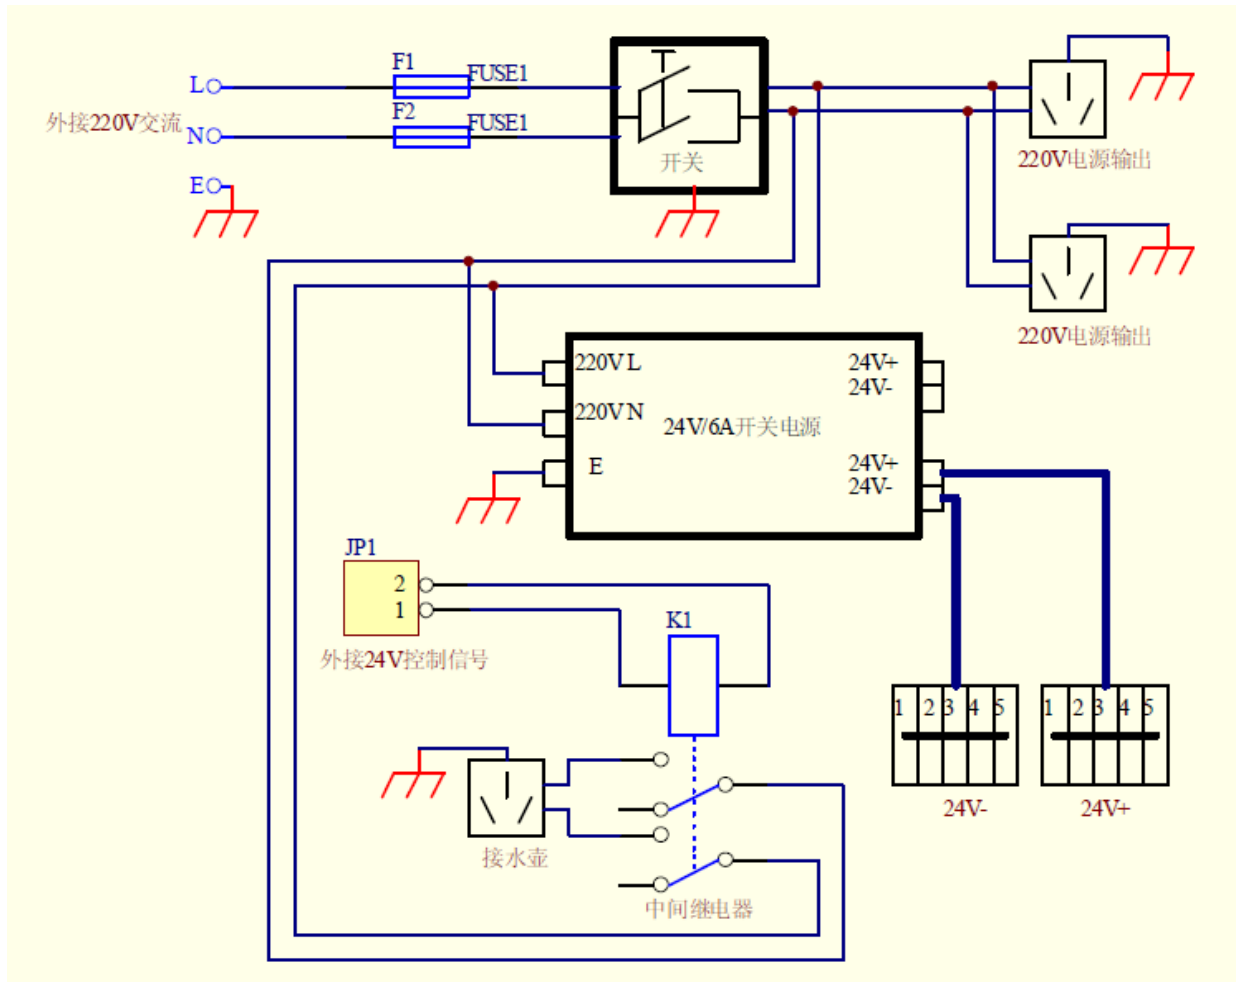 F1
FUSE1
L
F2
FUSE1
外接220V交流
N
开关
220V电源输出
E
220V电源输出
220V L
24V+
24V-
220V N
24V/6A开关电源
E
24V+
24V-
JP1
2
1
K1
外接24V控制信号
1 2 3 4 5
1 2 3 4 5
24V-
24V+
接水壶
中间继电器